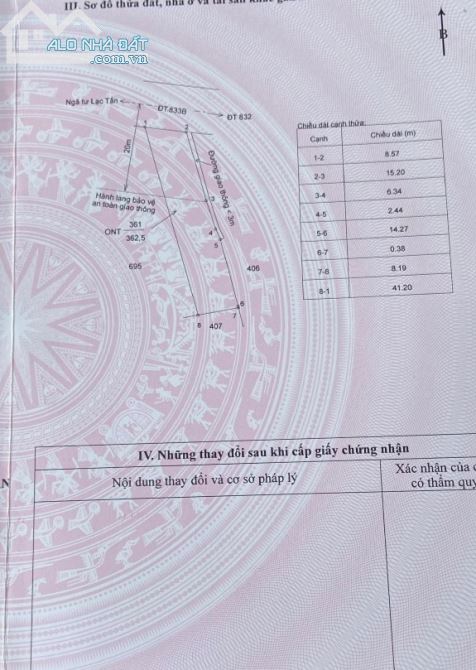 III. Sơ đồ thửa đất, nhà ở và tài sản khác
ALO NHÀ ĐẤT
.com.vn
B
Ngã tư Lạc Tấn
ĐT.833B
ĐT 832
1
2
20m
Đường giao thông < 3m
Hành lang bảo vệ
an toàn giao thông
3
ONT 361
362,5
4
5
695
406
6
7
8
407
Chiều dài cạnh thửa:
Cạnh Chiều dài (m)
1-2 8.57
2-3 15.20
3-4 6.34
4-5 2.44
5-6 14.27
6-7 0.38
7-8 8.19
8-1 41.20
IV. Những thay đổi sau khi cấp giấy chứng nhận
N
Nội dung thay đổi và cơ sở pháp lý
Xác nhận của c
có thẩm quy